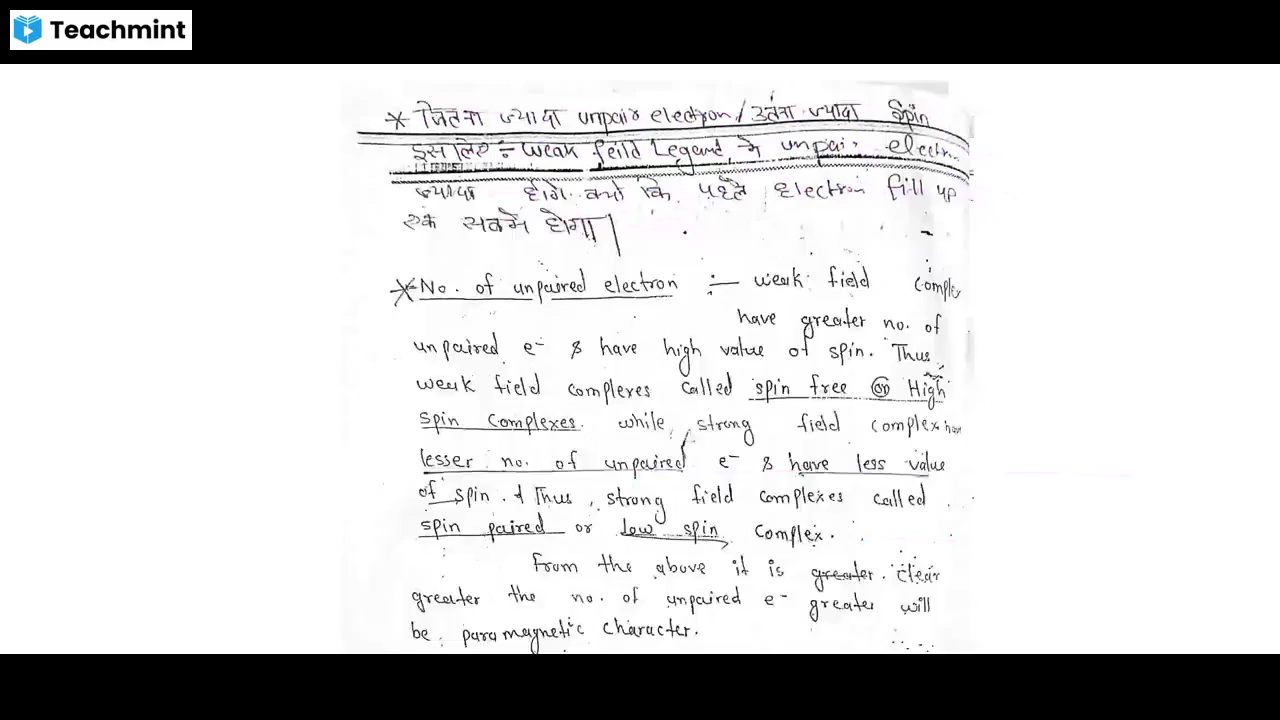 Teachmint
* जितना ज्यादा unpair electron / उतना ज्यादा Spin
इसलिए :- weak feild Legand में unpair electr
ज्यादा होंगे क्यों कि पहले electron fill up
एक सबमें होगा |
* No. of unpaired electron :- weak field complex
have greater no. of
unpaired e- & have high value of spin. Thus,
weak field complexes called spin free or High
spin complexes. while, strong field complex have
lesser no. of unpaired e- & have less value
of spin. & Thus, strong field complexes called
spin paired or low spin complex.
From the above it is greater. clear
greater the no. of unpaired e- greater will
be paramagnetic character.